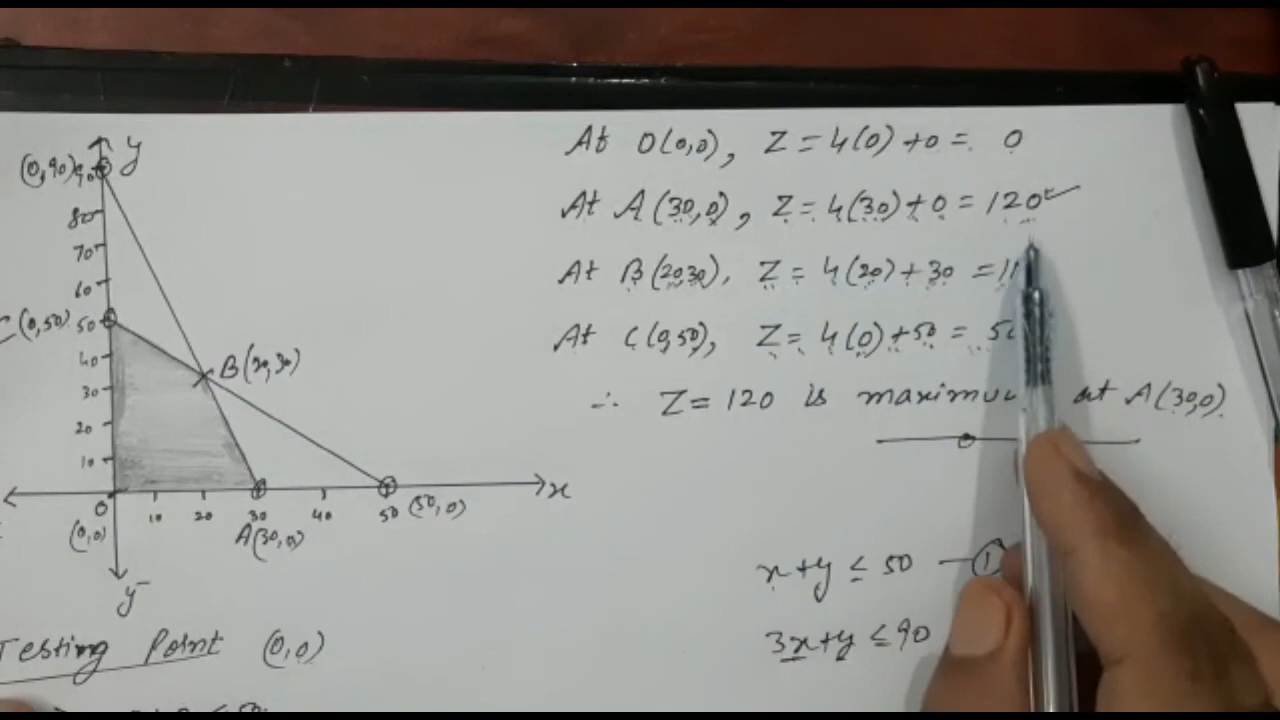 (0,90) 90 y
80
70
60
C(0,50) 50
40
30
20
10
B(20,30)
O 10 20 30 40 50 (50,0) x
(0,0) A(30,0)
y-
Testing Point (0,0)
At O(0,0), Z = 4(0) + 0 = 0
At A(30,0), Z = 4(30) + 0 = 120 ✓
At B(20,30), Z = 4(20) + 30 = 11
At C(0,50), Z = 4(0) + 50 = 50
∴ Z = 120 is maximu at A(30,0).
x+y ≤ 50 — ①
3x+y ≤ 90